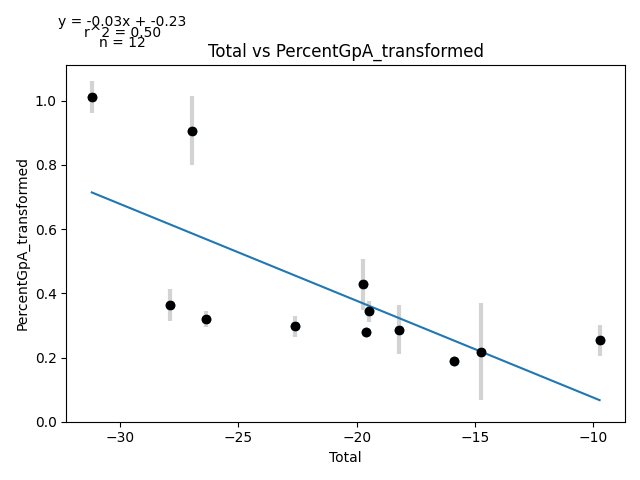 y = -0.03x + -0.23
r^2 = 0.50
n = 12
Total vs PercentGpA_transformed
PercentGpA_transformed
1.0
0.8
0.6
0.4
0.2
0.0
−30
−25
−20
−15
−10
Total